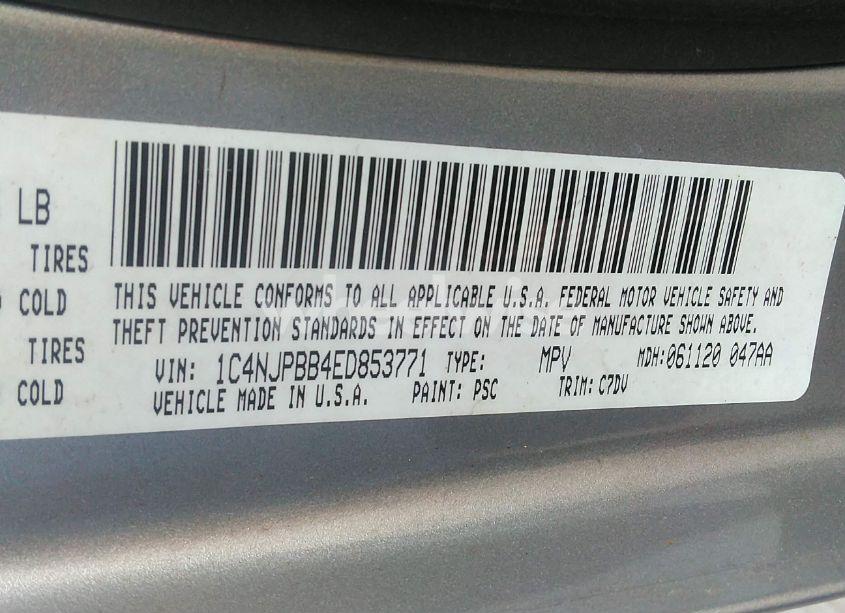 LB
TIRES
COLD
TIRES
COLD
THIS VEHICLE CONFORMS TO ALL APPLICABLE U.S.A. FEDERAL MOTOR VEHICLE SAFETY AND
THEFT PREVENTION STANDARDS IN EFFECT ON THE DATE OF MANUFACTURE SHOWN ABOVE.
VIN: 1C4NJPBB4ED853771 TYPE: MPV MDH:061120 047AA
VEHICLE MADE IN U.S.A. PAINT: PSC TRIM: C7DV